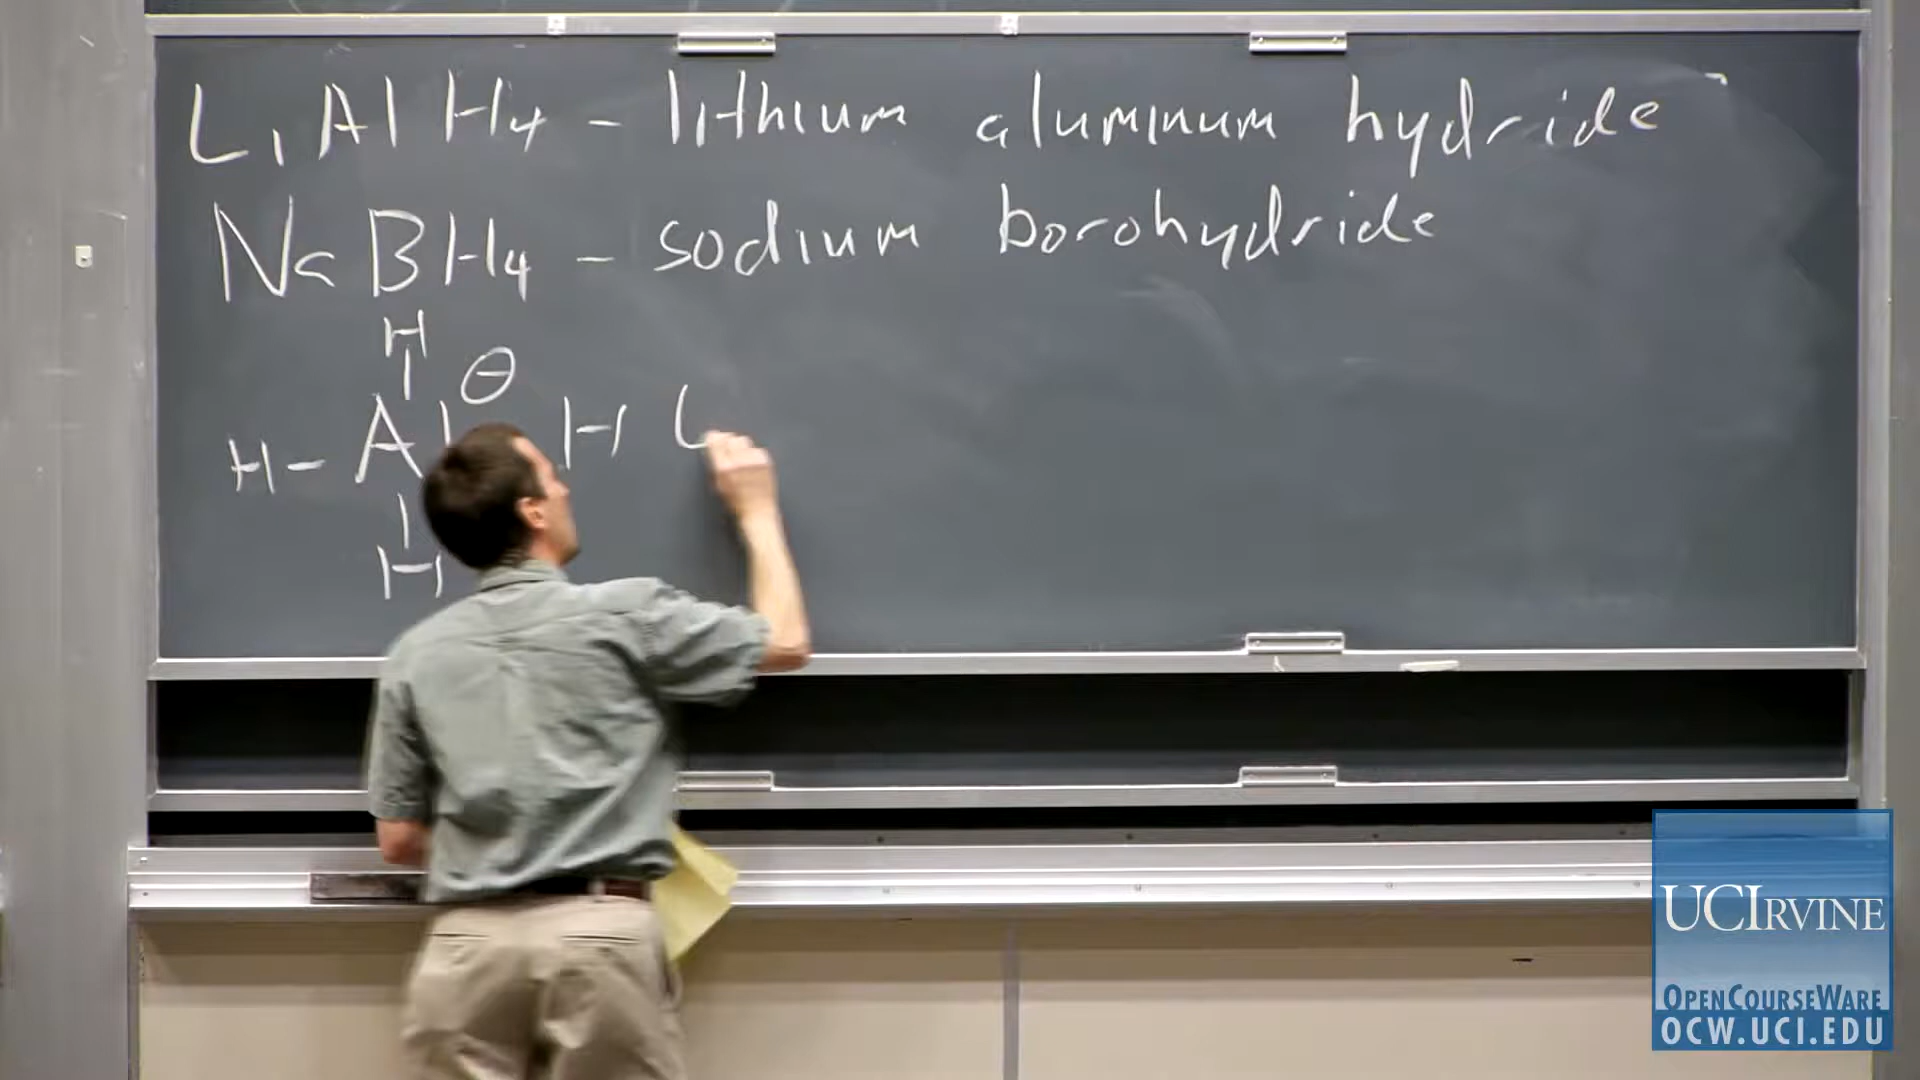 LiAlH4 - lithium aluminum hydride
NaBH4 - sodium borohydride
H
⊖
H - Al H L
H
UCIRVINE
OPENCOURSEWARE
OCW.UCI.EDU